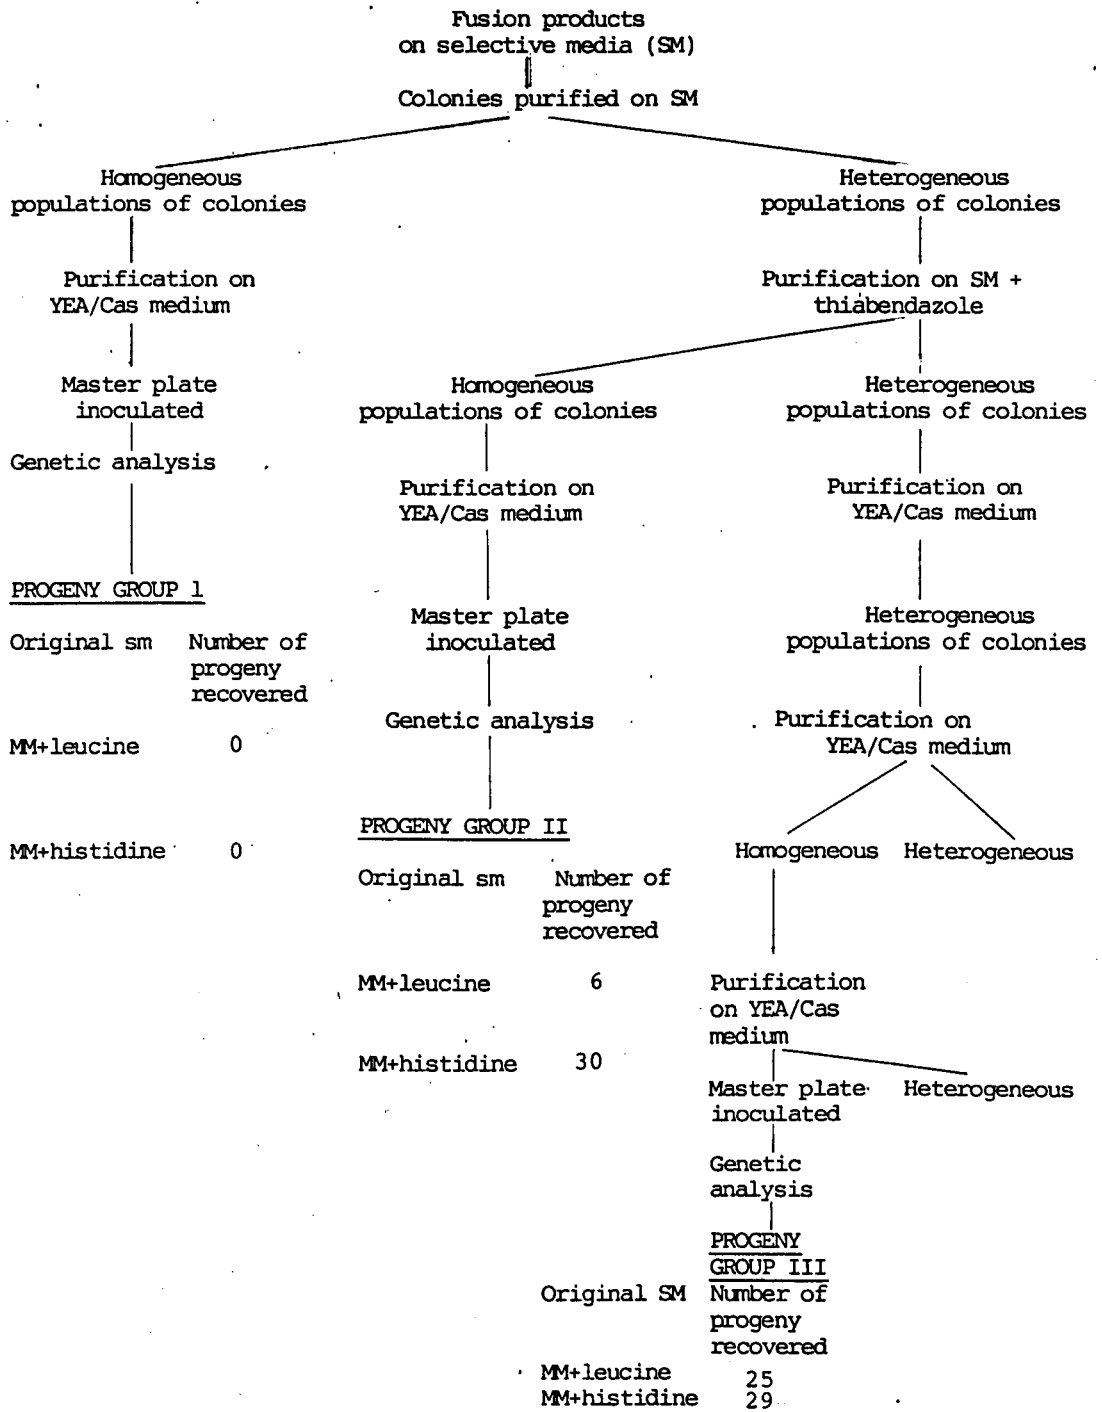 Fusion products
on selective media (SM)
Colonies purified on SM
Homogeneous
populations of colonies
Heterogeneous
populations of colonies
Purification on
YEA/Cas medium
Purification on SM +
thiabendazole
Master plate
inoculated
Homogeneous
populations of colonies
Heterogeneous
populations of colonies
Genetic analysis
Purification on
YEA/Cas medium
Purification on
YEA/Cas medium
PROGENY GROUP 1
Original sm Number of
progeny
recovered
MM+leucine 0
MM+histidine 0
Master plate
inoculated
Heterogeneous
populations of colonies
Genetic analysis
Purification on
YEA/Cas medium
PROGENY GROUP II
Original sm Number of
progeny
recovered
MM+leucine 6
MM+histidine 30
Homogeneous Heterogeneous
Purification
on YEA/Cas
medium
Master plate Heterogeneous
inoculated
Genetic
analysis
PROGENY
GROUP III
Original SM Number of
progeny
recovered
MM+leucine 25
MM+histidine 29